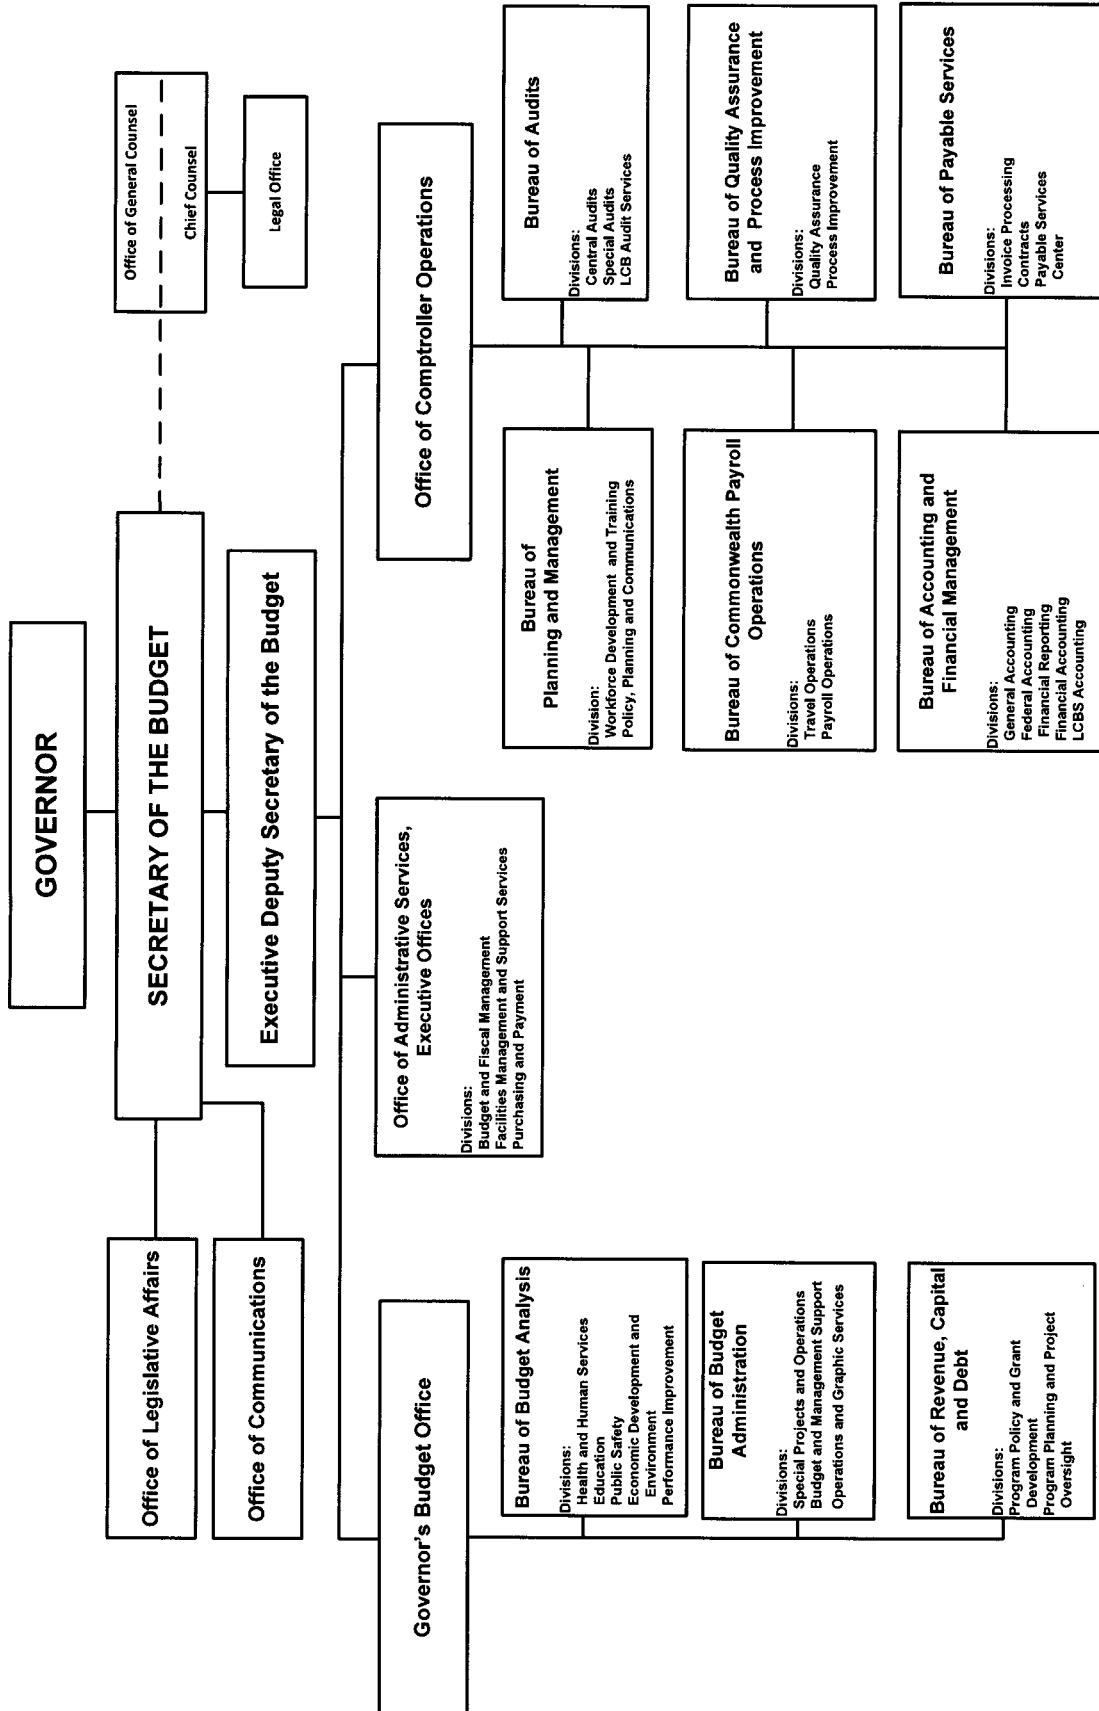 GOVERNOR
SECRETARY OF THE BUDGET
Office of General Counsel
Chief Counsel
Legal Office
Office of Legislative Affairs
Office of Communications
Executive Deputy Secretary of the Budget
Governor's Budget Office
Office of Administrative Services,
Executive Offices
Divisions:
Budget and Fiscal Management
Facilities Management and Support Services
Purchasing and Payment
Office of Comptroller Operations
Bureau of Budget Analysis
Divisions:
Health and Human Services
Education
Public Safety
Economic Development and
Environment
Performance Improvement
Bureau of Budget
Administration
Divisions:
Special Projects and Operations
Budget and Management Support
Operations and Graphic Services
Bureau of Revenue, Capital
and Debt
Divisions:
Program Policy and Grant
Development
Program Planning and Project
Oversight
Bureau of
Planning and Management
Division:
Workforce Development and Training
Policy, Planning and Communications
Bureau of Audits
Divisions:
Central Audits
Special Audits
LCB Audit Services
Bureau of Commonwealth Payroll
Operations
Divisions:
Travel Operations
Payroll Operations
Bureau of Quality Assurance
and Process Improvement
Divisions:
Quality Assurance
Process Improvement
Bureau of Accounting and
Financial Management
Divisions:
General Accounting
Federal Accounting
Financial Reporting
Financial Accounting
LCBS Accounting
Bureau of Payable Services
Divisions:
Invoice Processing
Contracts
Payable Services
Center